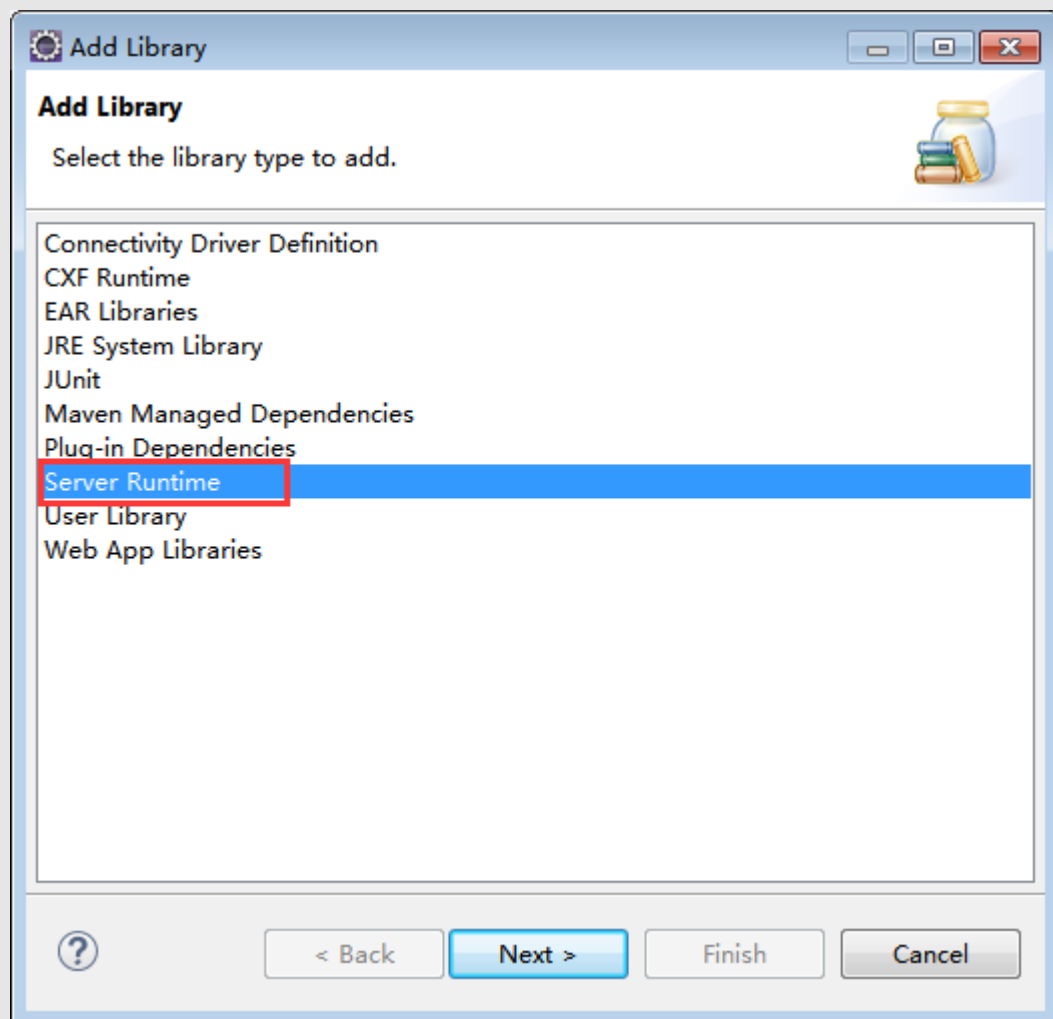 Add Library
Add Library
Select the library type to add.
Connectivity Driver Definition
CXF Runtime
EAR Libraries
JRE System Library
JUnit
Maven Managed Dependencies
Plug-in Dependencies
Server Runtime
User Library
Web App Libraries
?
< Back Next > Finish Cancel